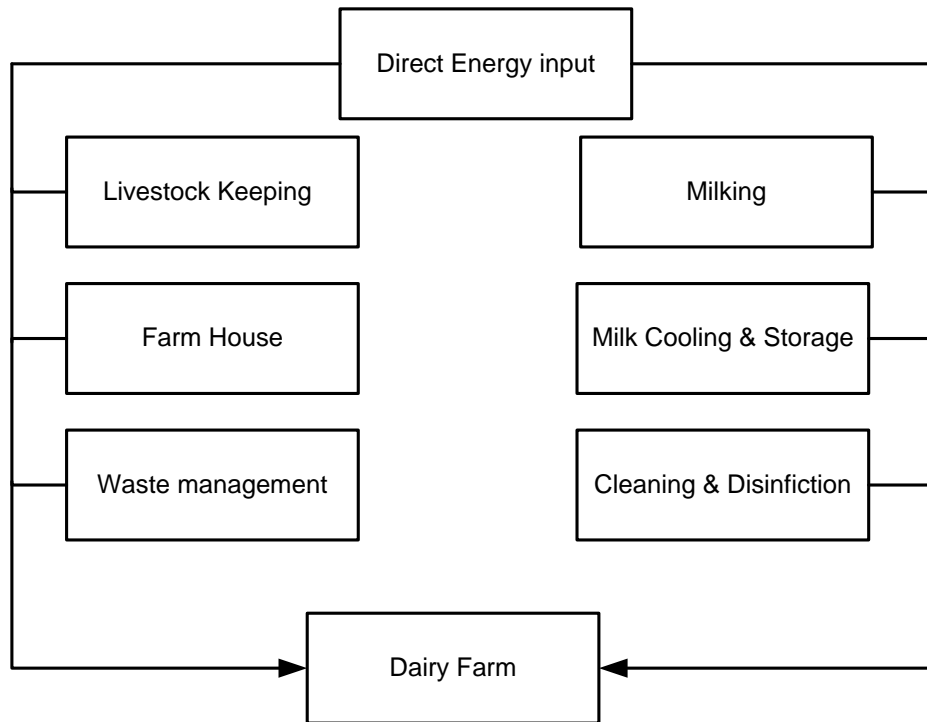 Direct Energy input
Livestock Keeping
Milking
Farm House
Milk Cooling & Storage
Waste management
Cleaning & Disinfiction
Dairy Farm